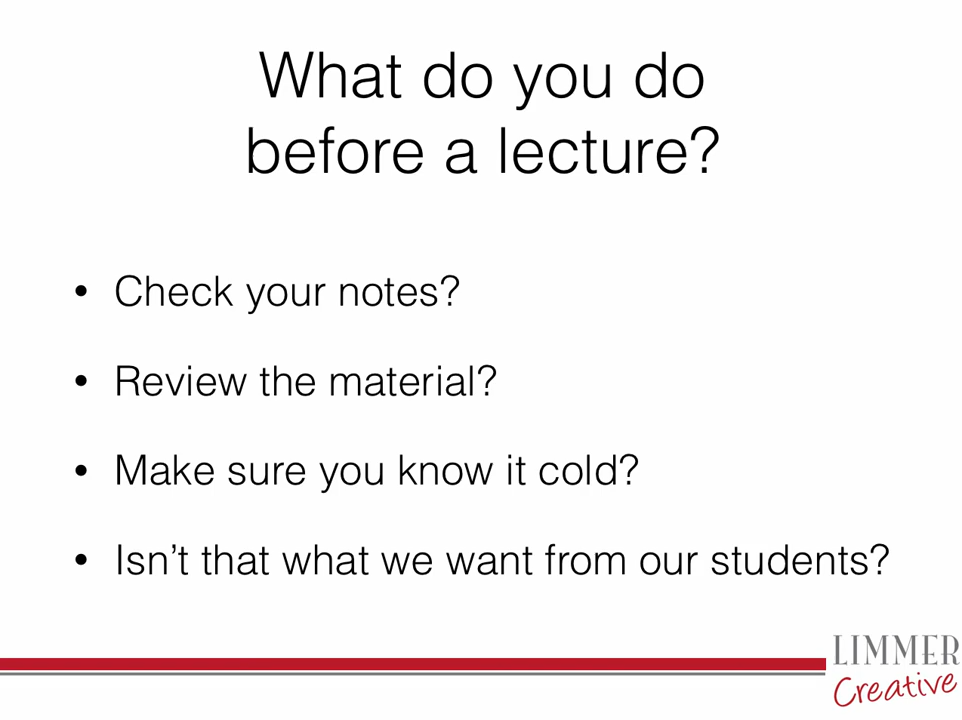 What do you do
before a lecture?
• Check your notes?
• Review the material?
• Make sure you know it cold?
• Isn’t that what we want from our students?
LIMMER
Creative